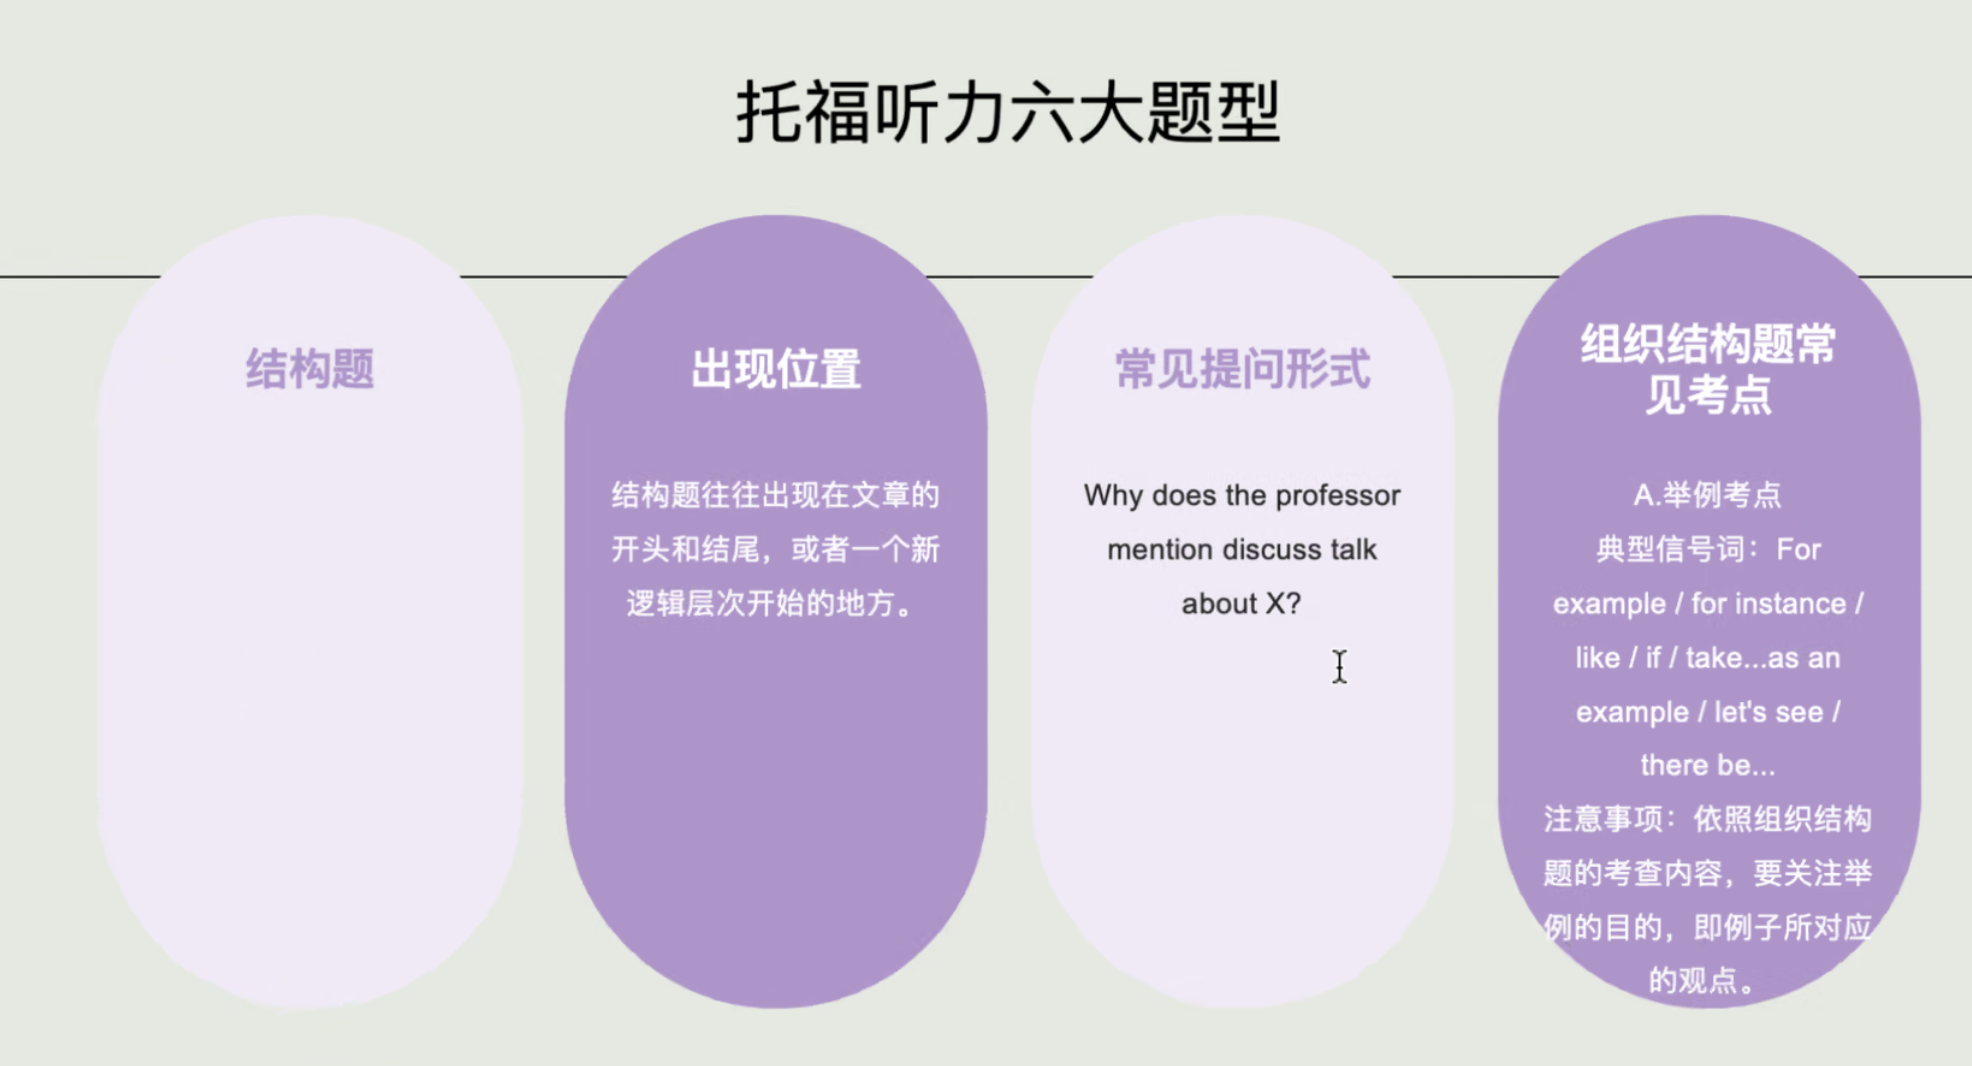 托福听力六大题型
结构题
出现位置
结构题往往出现在文章的
开头和结尾，或者一个新
逻辑层次开始的地方。
常见提问形式
Why does the professor
mention discuss talk
about X?
组织结构题常
见考点
A.举例考点
典型信号词：For
example / for instance /
like / if / take...as an
example / let's see /
there be...
注意事项：依照组织结构
题的考查内容，要关注举
例的目的，即例子所对应
的观点。